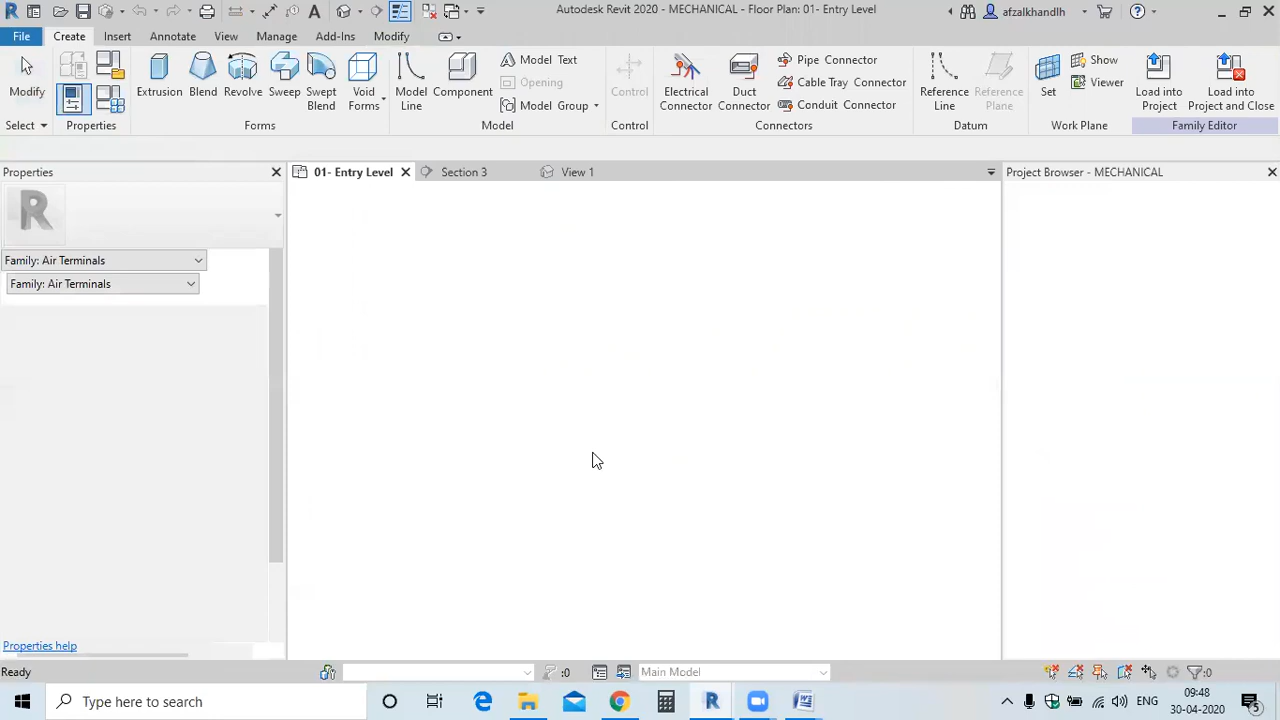 Autodesk Revit 2020 - MECHANICAL - Floor Plan: 01- Entry Level
afzalkhandlh
File Create Insert Annotate View Manage Add-Ins Modify
Modify Extrusion Blend Revolve Sweep Swept Blend Void Forms Model Line Component Model Text Opening Model Group Control Electrical Connector Duct Connector Pipe Connector Cable Tray Connector Conduit Connector Reference Line Reference Plane Set Show Viewer Load into Project Load into Project and Close
Select Properties Forms Model Control Connectors Datum Work Plane Family Editor
Properties 01- Entry Level Section 3 View 1 Project Browser - MECHANICAL
R
Family: Air Terminals
Family: Air Terminals
Properties help
Ready :0 Main Model :0
Type here to search ENG 09:48
30-04-2020 5